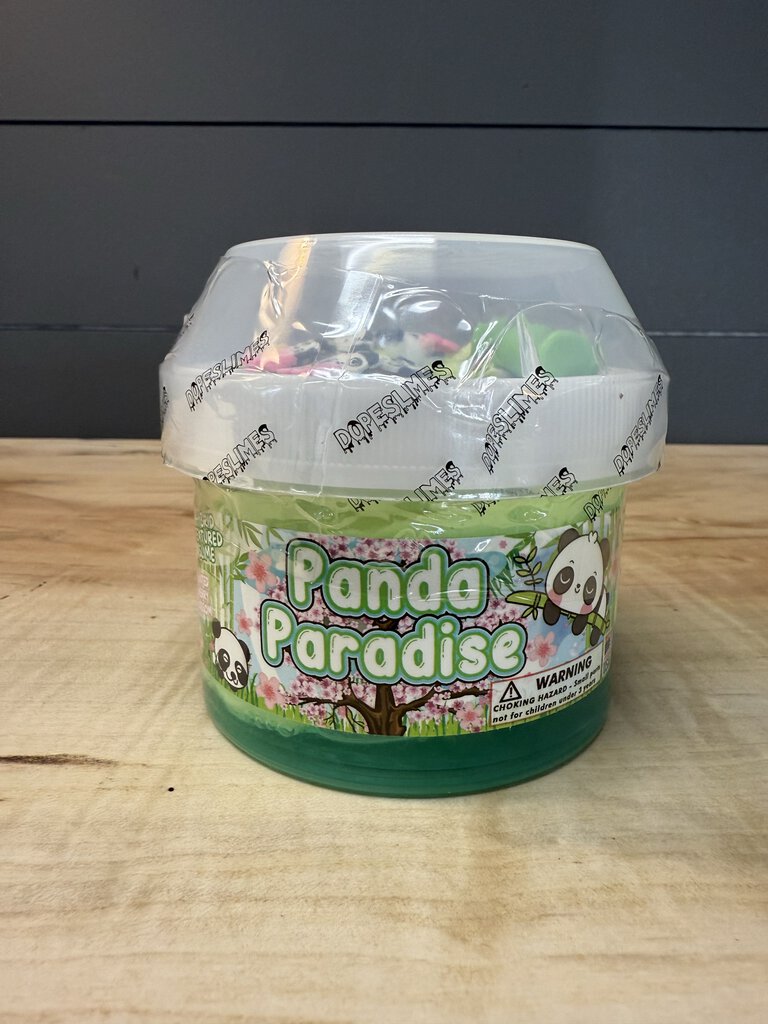 DOPESLIMES
DOPESLIMES
DOPESLIMES
DOPESLIMES
DOPESLIMES
DOPESLIMES
Panda
Paradise
WARNING
CHOKING HAZARD - Small parts
not for children under 3 years